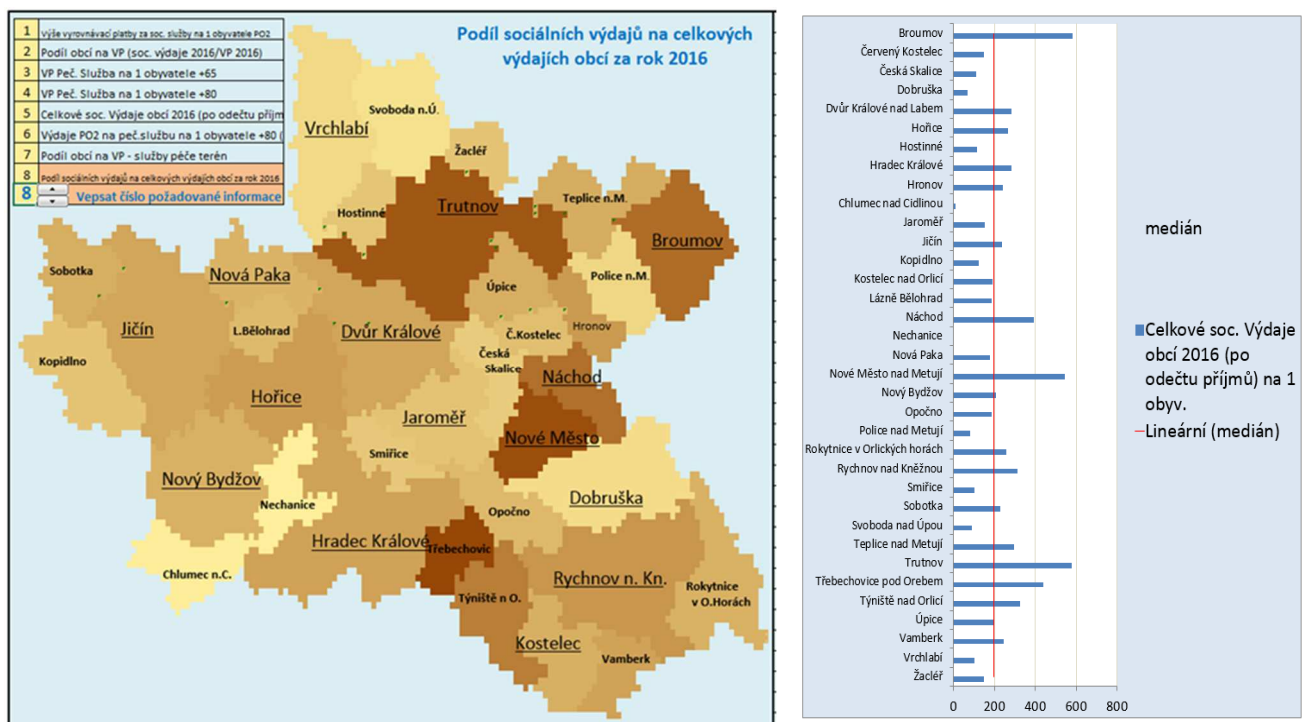 1 Výše vyrovnávací platby za soc. služby na 1 obyvatele PO2
2 Podíl obcí na VP (soc. výdaje 2016/VP 2016)
3 VP Peč. Služba na 1 obyvatele +65
4 VP Peč. Služba na 1 obyvatele +80
5 Celkové soc. Výdaje obcí 2016 (po odečtu příjm
6 Výdaje PO2 na peč.službu na 1 obyvatele +80 (
7 Podíl obcí na VP - služby péče terén
8 Podíl sociálních výdajů na celkových výdajích obcí za rok 2016
8 Vepsat číslo požadované informace
Podíl sociálních výdajů na celkových
výdajích obcí za rok 2016
Svoboda n.Ú.
Vrchlabí
Žacléř
Hostinné
Trutnov
Teplice n.M.
Broumov
Sobotka
Nová Paka
Police n.M.
Úpice
Jičín
L.Bělohrad
Dvůr Králové
Č.Kostelec
Hronov
Kopidlno
Česká
Skalice
Náchod
Hořice
Jaroměř
Nové Město
Smiřice
Nový Bydžov
Nechanice
Dobruška
Opočno
Hradec Králové
Třebechovic
Chlumec n.C.
Rychnov n. Kn.
Týniště n O.
Rokytnice
v O.Horách
Kostelec
Vamberk
Broumov
Červený Kostelec
Česká Skalice
Dobruška
Dvůr Králové nad Labem
Hořice
Hostinné
Hradec Králové
Hronov
Chlumec nad Cidlinou
Jaroměř
Jičín
Kopidlno
Kostelec nad Orlicí
Lázně Bělohrad
Náchod
Nechanice
Nová Paka
Nové Město nad Metují
Nový Bydžov
Opočno
Police nad Metují
Rokytnice v Orlických horách
Rychnov nad Kněžnou
Smiřice
Sobotka
Svoboda nad Úpou
Teplice nad Metují
Trutnov
Třebechovice pod Orebem
Týniště nad Orlicí
Úpice
Vamberk
Vrchlabí
Žacléř
0 200 400 600 800
medián
Celkové soc. Výdaje
obcí 2016 (po
odečtu příjmů) na 1
obyv.
Lineární (medián)